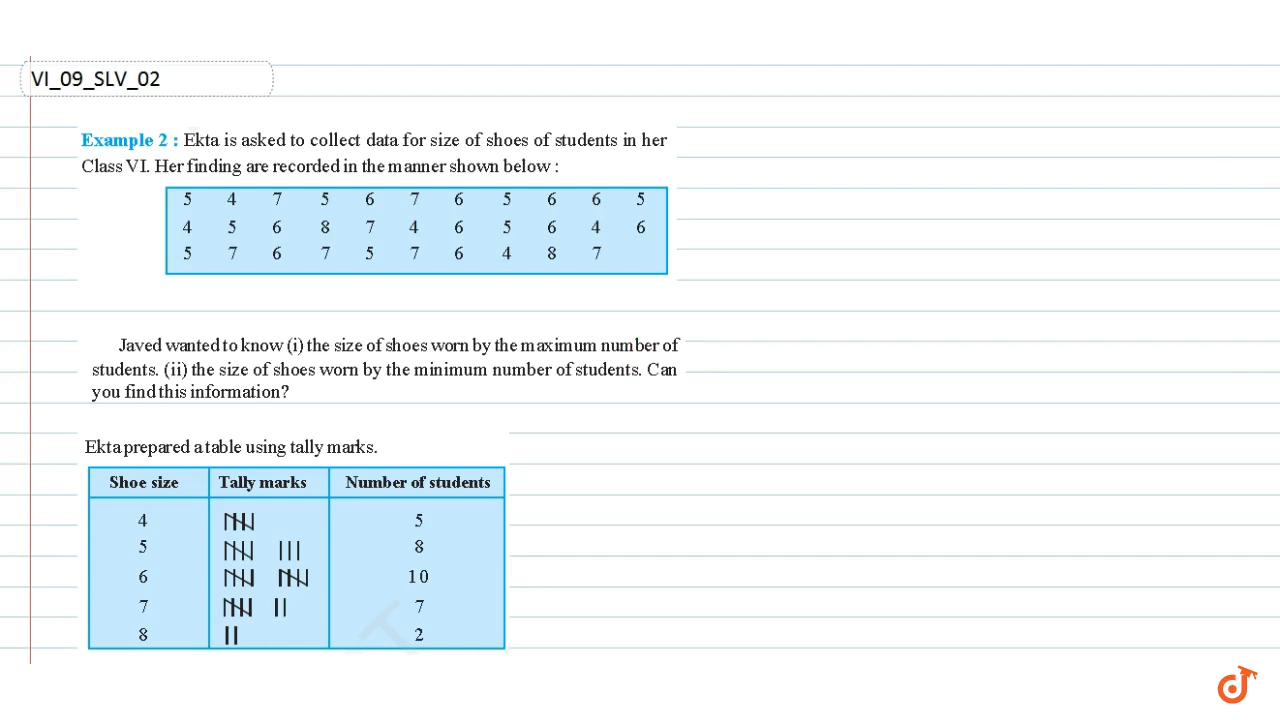 VI_09_SLV_02
Example 2 : Ekta is asked to collect data for size of shoes of students in her
Class VI. Her finding are recorded in the manner shown below :
5 4 7 5 6 7 6 5 6 6 5
4 5 6 8 7 4 6 5 6 4 6
5 7 6 7 5 7 6 4 8 7
Javed wanted to know (i) the size of shoes worn by the maximum number of
students. (ii) the size of shoes worn by the minimum number of students. Can
you find this information?
Ekta prepared a table using tally marks.
Shoe size Tally marks Number of students
4 5
5 ||| 8
6 10
7 || 7
8 || 2